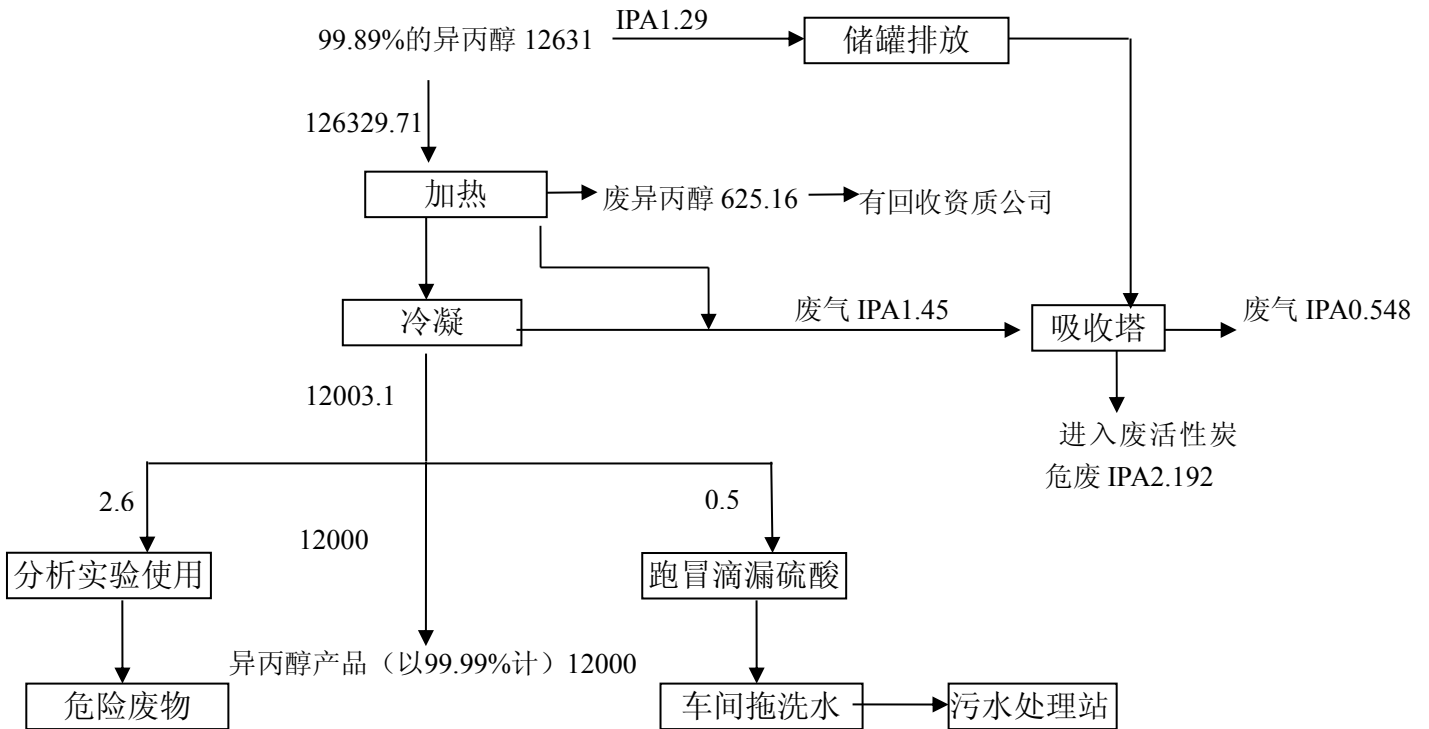 IPA1.29
99.89%的异丙醇 12631
储罐排放
126329.71
加热
废异丙醇 625.16
有回收资质公司
冷凝
废气 IPA1.45
吸收塔
废气 IPA0.548
12003.1
进入废活性炭
危废 IPA2.192
2.6
12000
0.5
分析实验使用
跑冒滴漏硫酸
异丙醇产品（以99.99%计）12000
危险废物
车间拖洗水
污水处理站